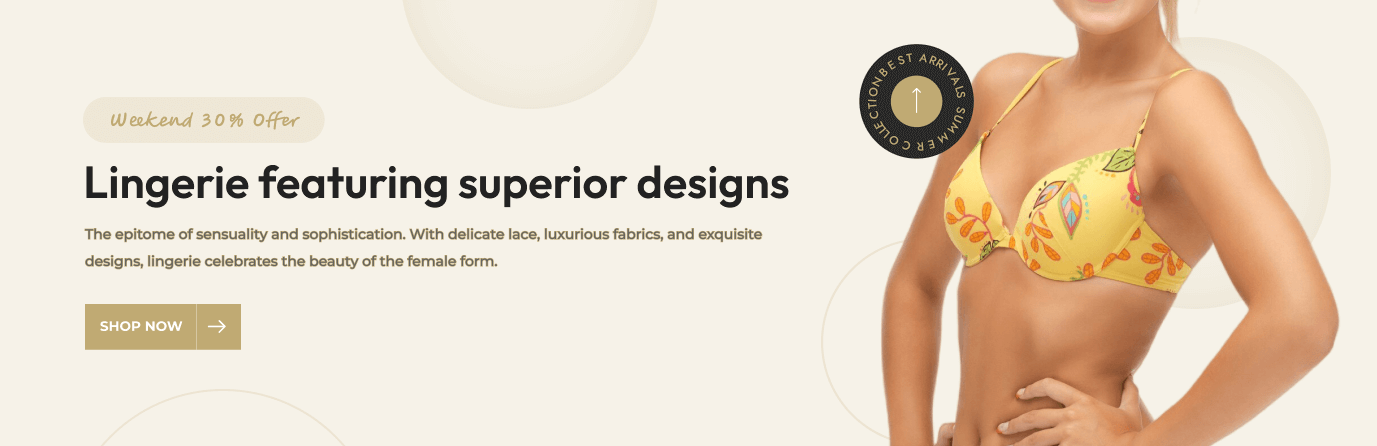 Weekend 30% Offer
Lingerie featuring superior designs
The epitome of sensuality and sophistication. With delicate lace, luxurious fabrics, and exquisite
designs, lingerie celebrates the beauty of the female form.
SHOP NOW
BEST ARRIVALS SUMMER COLLECTION